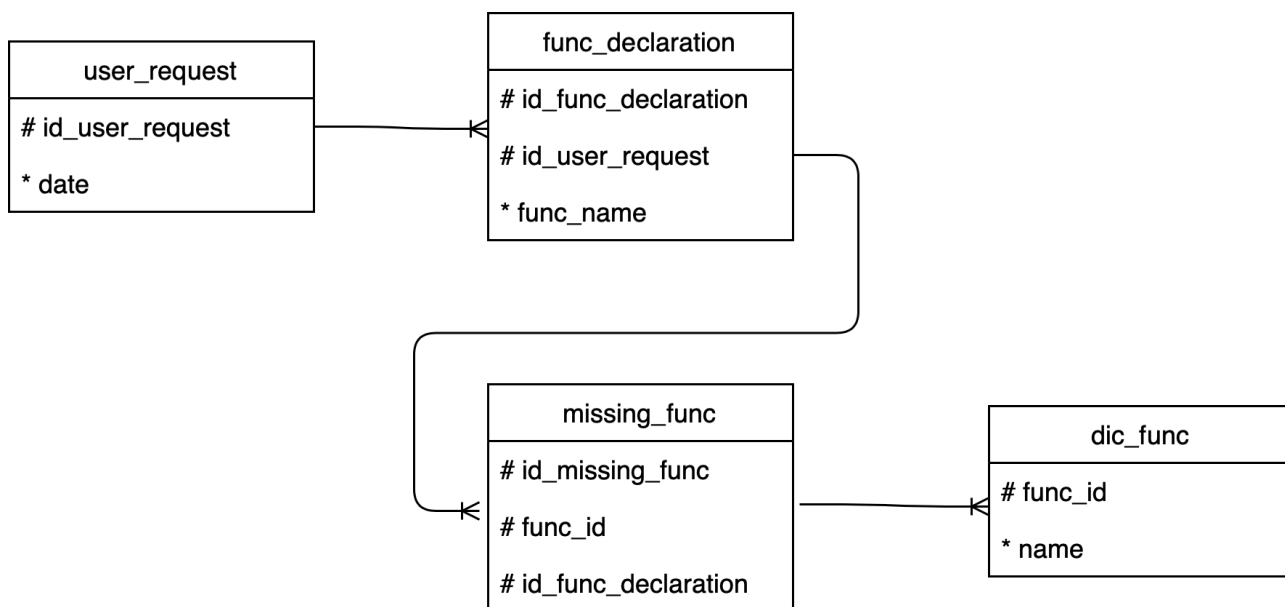 user_request
# id_user_request
* date
func_declaration
# id_func_declaration
# id_user_request
* func_name
missing_func
# id_missing_func
# func_id
# id_func_declaration
dic_func
# func_id
* name